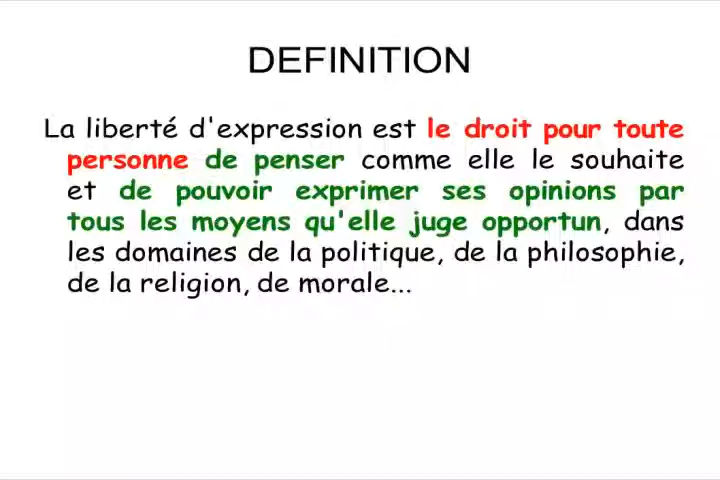 DEFINITION
La liberté d'expression est le droit pour toute
personne de penser comme elle le souhaite
et de pouvoir exprimer ses opinions par
tous les moyens qu'elle juge opportun, dans
les domaines de la politique, de la philosophie,
de la religion, de morale...